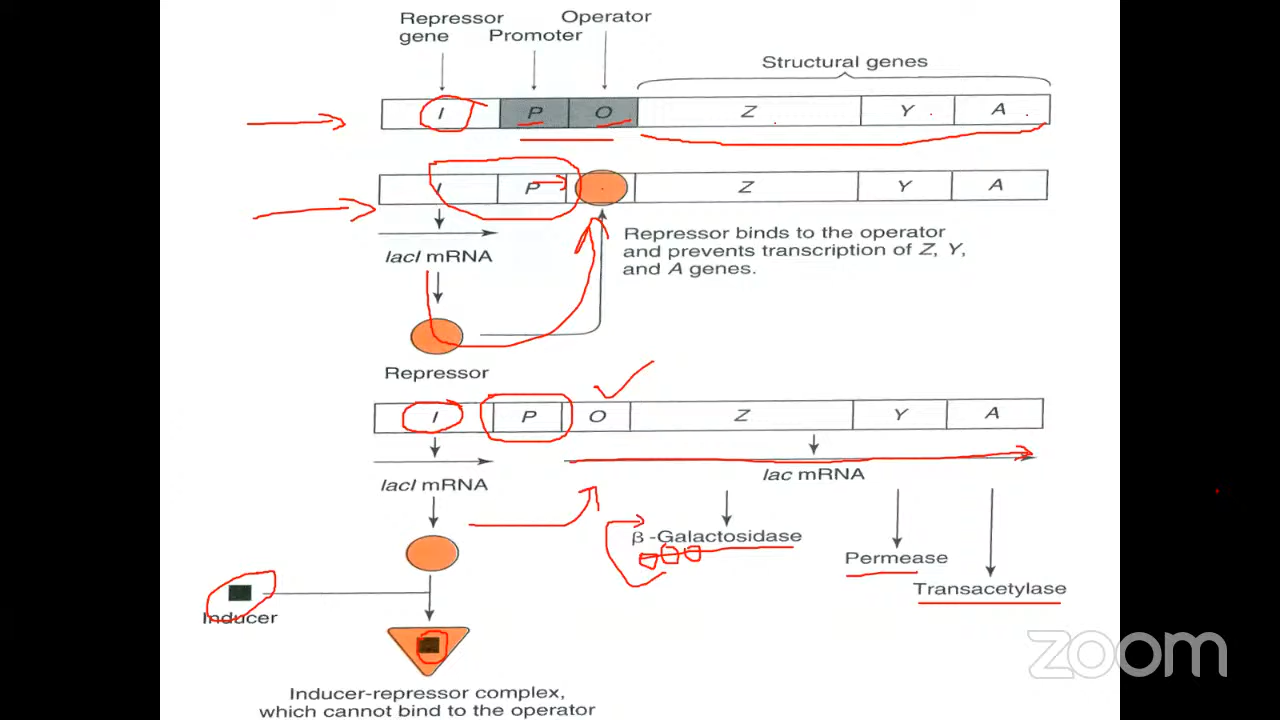 Repressor
gene
Promoter
Operator
Structural genes
I P O Z Y A
I P Z Y A
lacI mRNA
Repressor binds to the operator
and prevents transcription of Z, Y,
and A genes.
Repressor
I P O Z Y A
lacI mRNA
lac mRNA
β -Galactosidase
Permease
Transacetylase
Inducer
Inducer-repressor complex,
which cannot bind to the operator
zoom